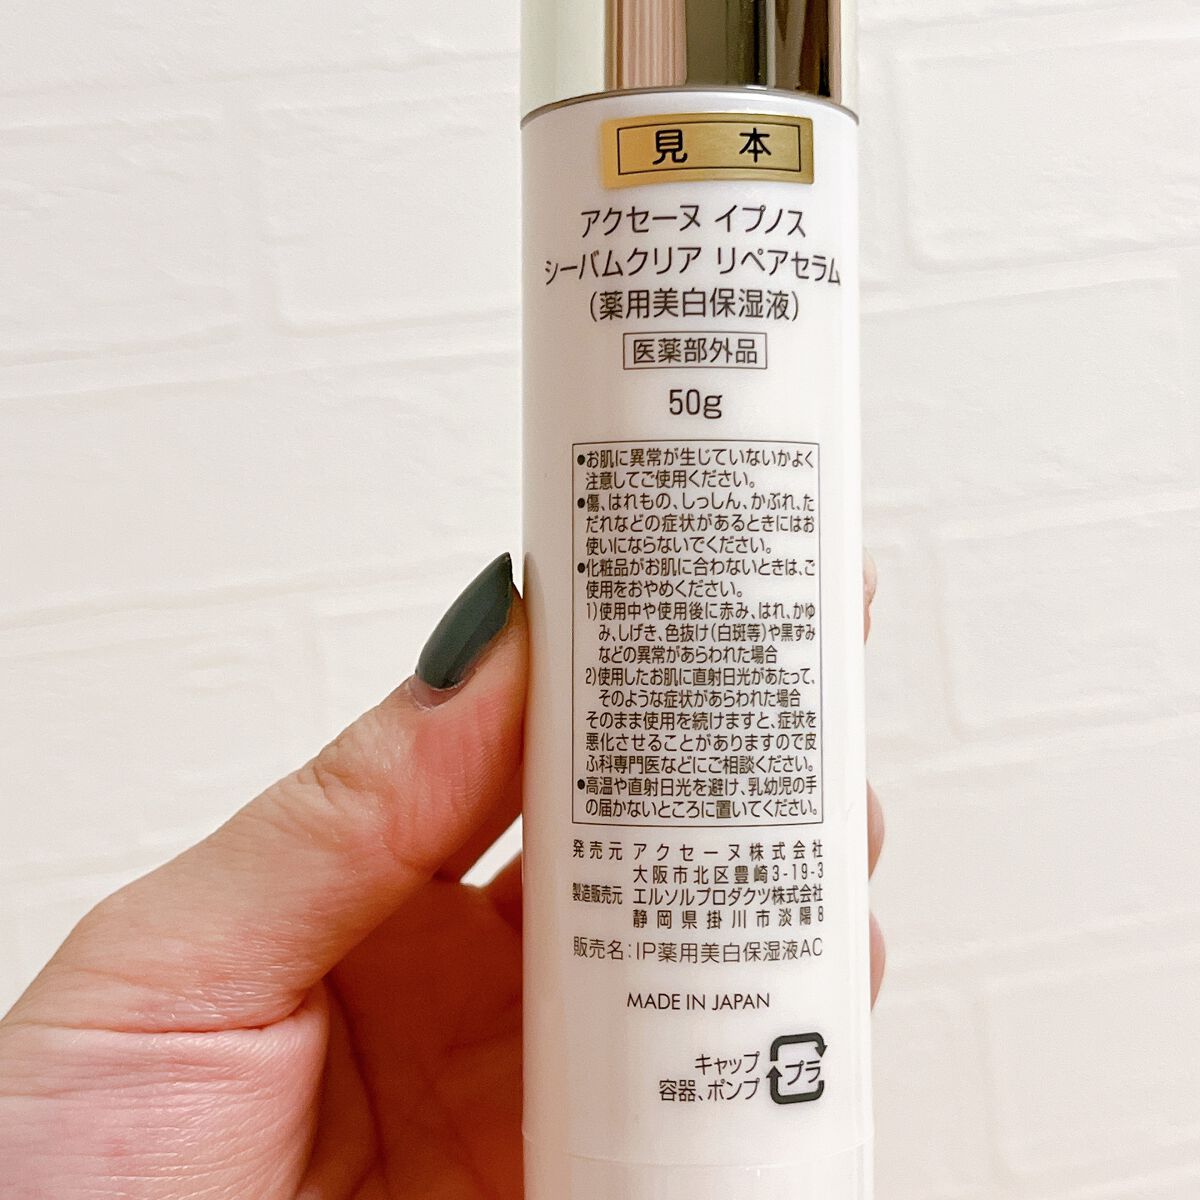 見本
アクセーヌ イプノス
シーバムクリア リペアセラム
(薬用美白保湿液)
医薬部外品
50g
●お肌に異常が生じていないかよく
注意してご使用ください。
●傷、はれもの、しっしん、かぶれ、た
だれなどの症状があるときにはお
使いにならないでください。
●化粧品がお肌に合わないときは、ご
使用をおやめください。
1)使用中や使用後に赤み、はれ、かゆ
み、しげき、色抜け(白斑等)や黒ずみ
などの異常があらわれた場合
2)使用したお肌に直射日光があたって、
そのような症状があらわれた場合
そのまま使用を続けますと、症状を
悪化させることがありますので皮
ふ科専門医などにご相談ください。
●高温や直射日光を避け、乳幼児の手
の届かないところに置いてください。
発売元 アクセーヌ株式会社
大阪市北区豊崎3-19-3
製造販売元 エルソルプロダクツ株式会社
静岡県掛川市淡陽8
販売名:IP薬用美白保湿液AC
MADE IN JAPAN
キャップ
容器、ポンプ
プラ